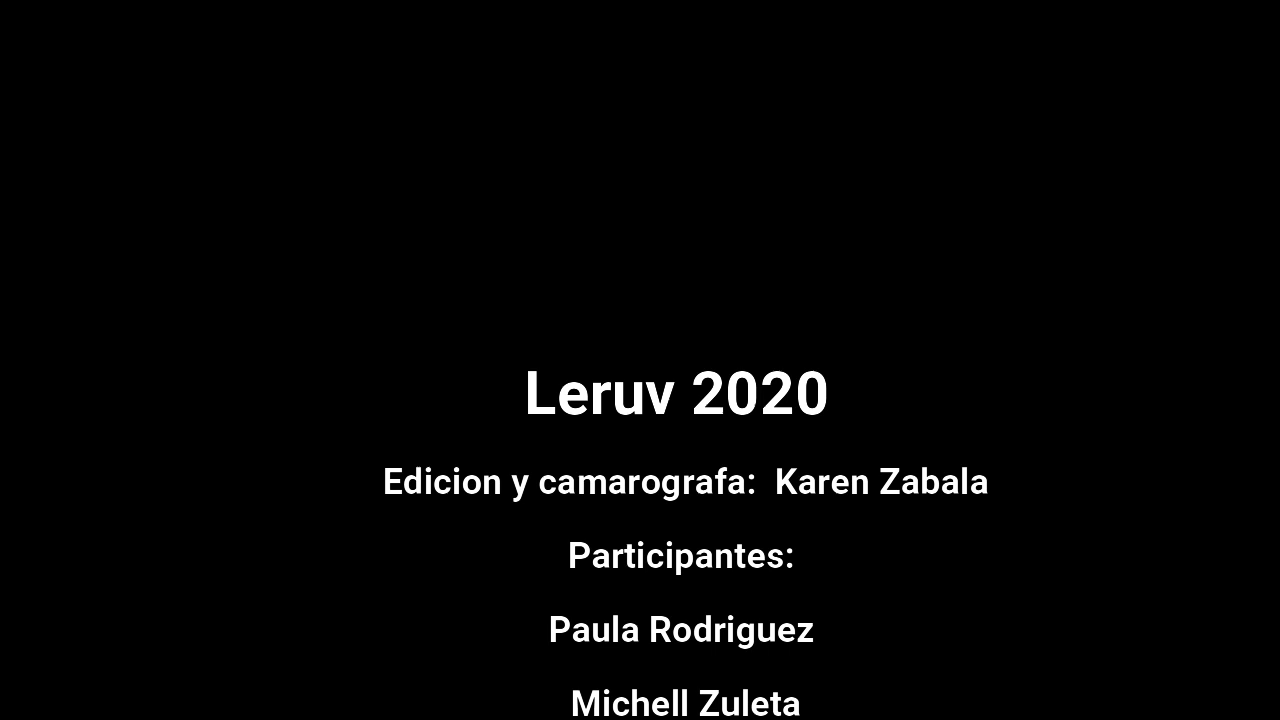 Leruv 2020
Edicion y camarografa:  Karen Zabala
Participantes:
Paula Rodriguez
Michell Zuleta